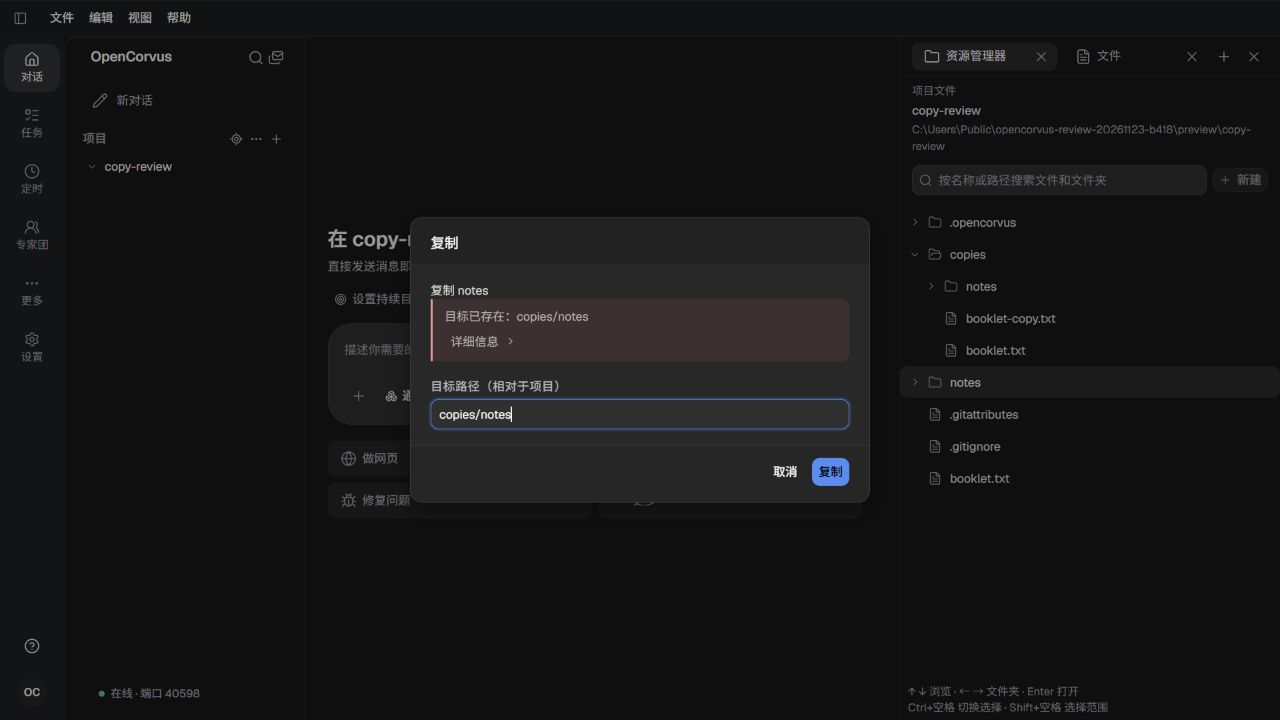 文件 编辑 视图 帮助
对话
任务
定时
专家团
更多
设置
OC
OpenCorvus
新对话
项目
copy-review
在线 · 端口 40598
在 copy-r
直接发送消息即
设置持续目
描述你需要的
通
做网页
修复问题
复制
复制 notes
目标已存在：copies/notes
详细信息
目标路径（相对于项目）
copies/notes
取消 复制
资源管理器 文件
项目文件
copy-review
C:\Users\Public\opencorvus-review-20261123-b418\preview\copy-
review
按名称或路径搜索文件和文件夹 新建
.opencorvus
copies
notes
booklet-copy.txt
booklet.txt
notes
.gitattributes
.gitignore
booklet.txt
↑↓ 浏览 · ←→ 文件夹 · Enter 打开
Ctrl+空格 切换选择 · Shift+空格 选择范围